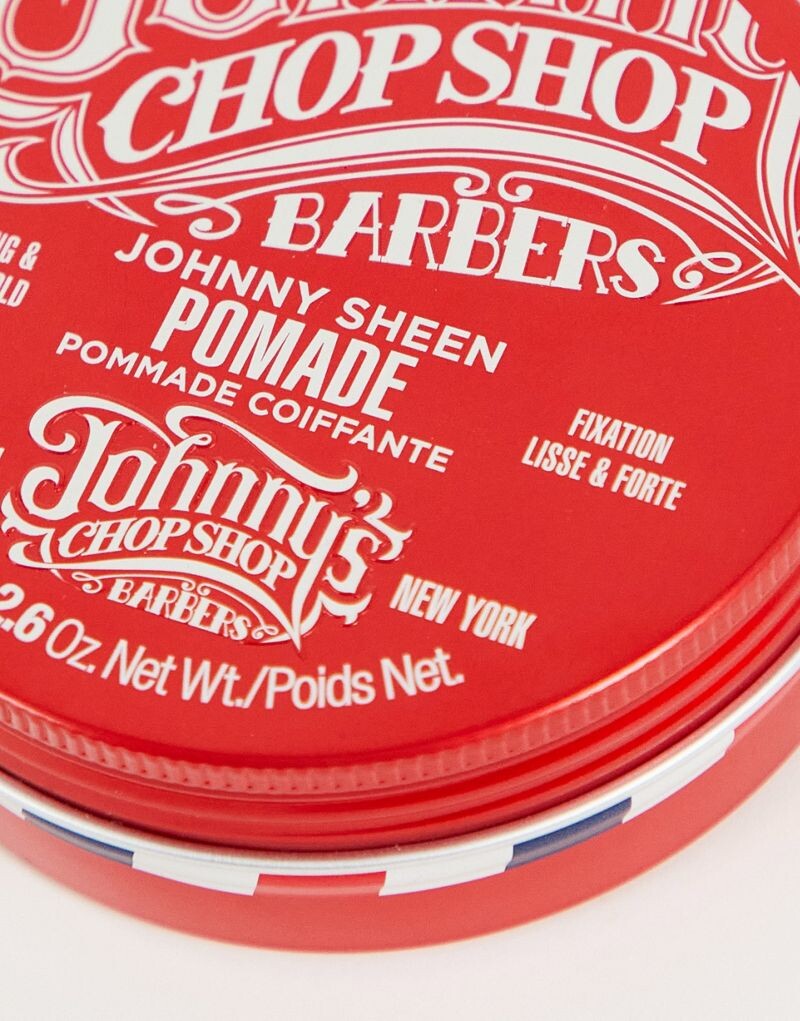 CHOP SHOP
BARBERS
JOHNNY SHEEN
POMADE
POMMADE COIFFANTE
FIXATION
LISSE & FORTE
Johnny's
CHOP SHOP
BARBERS
NEW YORK
2.6 Oz. Net Wt./Poids Net.